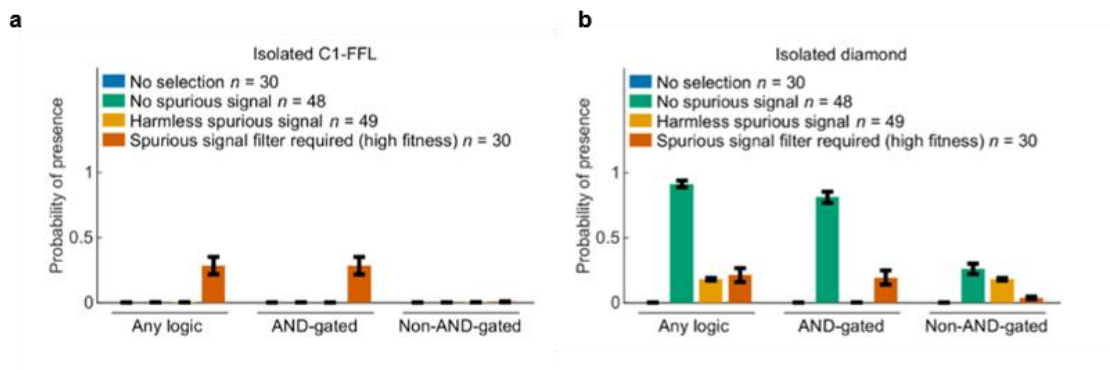 a
Isolated C1-FFL
No selection n = 30
No spurious signal n = 48
Harmless spurious signal n = 49
Spurious signal filter required (high fitness) n = 30
Probability of presence
1
0.5
0
Any logic
AND-gated
Non-AND-gated
b
Isolated diamond
No selection n = 30
No spurious signal n = 48
Harmless spurious signal n = 49
Spurious signal filter required (high fitness) n = 30
Probability of presence
1
0.5
0
Any logic
AND-gated
Non-AND-gated